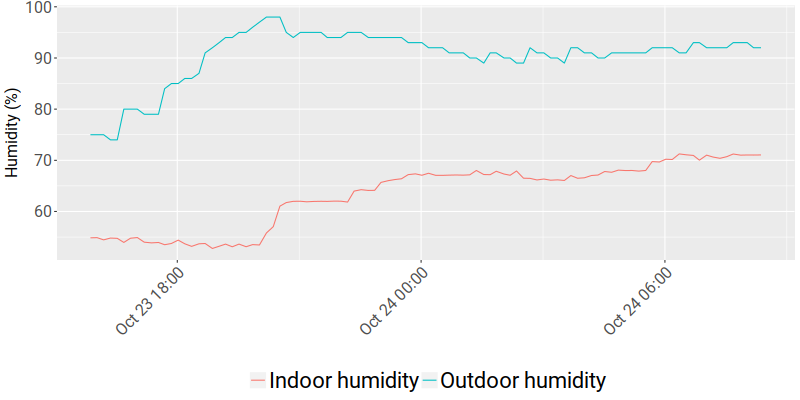 100
90
80
70
60
Humidity (%)
Oct 23 18:00
Oct 24 00:00
Oct 24 06:00
Indoor humidity Outdoor humidity